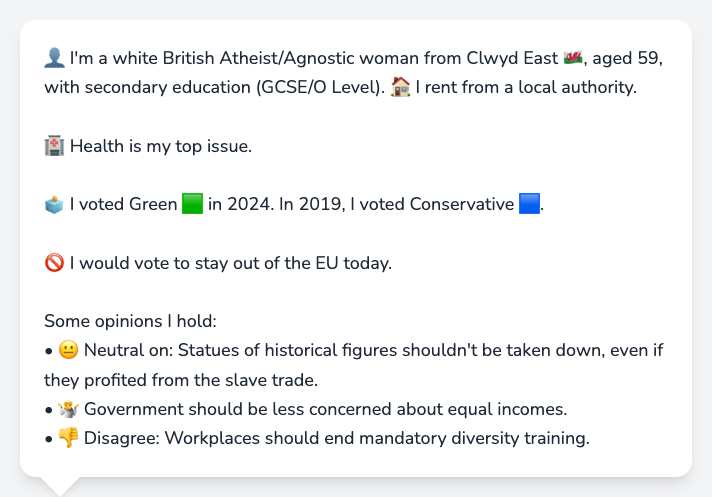 👤 I'm a white British Atheist/Agnostic woman from Clwyd East 🏴󠁧󠁢󠁷󠁬󠁳󠁿, aged 59,
with secondary education (GCSE/O Level). 🏠 I rent from a local authority.
🏥 Health is my top issue.
🗳️ I voted Green 🟩 in 2024. In 2019, I voted Conservative 🟦.
🚫 I would vote to stay out of the EU today.
Some opinions I hold:
• 😐 Neutral on: Statues of historical figures shouldn't be taken down, even if
they profited from the slave trade.
• 🤷‍♀️ Government should be less concerned about equal incomes.
• 👎 Disagree: Workplaces should end mandatory diversity training.